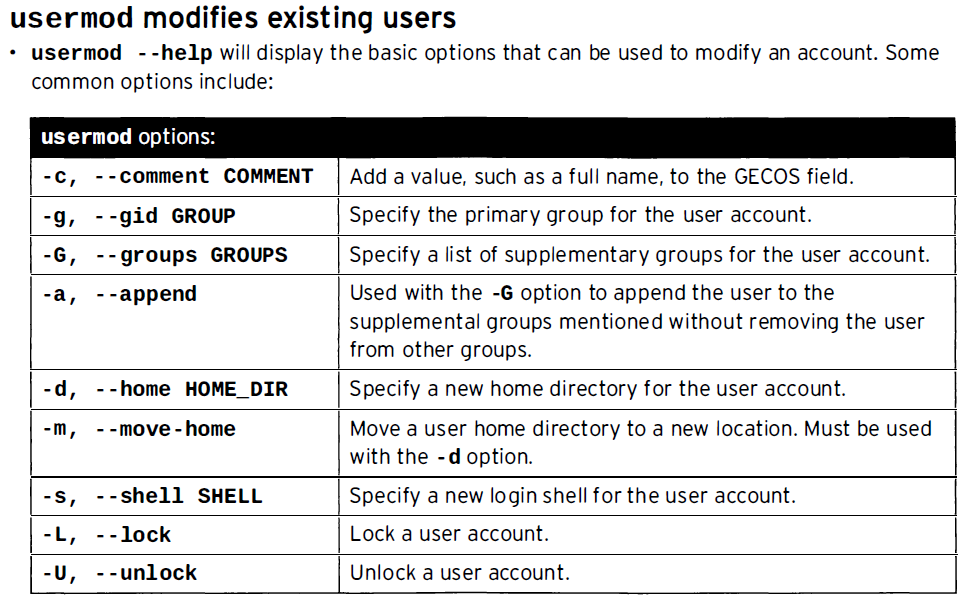 usermod modifies existing users
• usermod --help will display the basic options that can be used to modify an account. Some
common options include:
usermod options:
-c, --comment COMMENT Add a value, such as a full name, to the GECOS field.
-g, --gid GROUP Specify the primary group for the user account.
-G, --groups GROUPS Specify a list of supplementary groups for the user account.
-a, --append Used with the -G option to append the user to the
supplemental groups mentioned without removing the user
from other groups.
-d, --home HOME_DIR Specify a new home directory for the user account.
-m, --move-home Move a user home directory to a new location. Must be used
with the -d option.
-s, --shell SHELL Specify a new login shell for the user account.
-L, --lock Lock a user account.
-U, --unlock Unlock a user account.